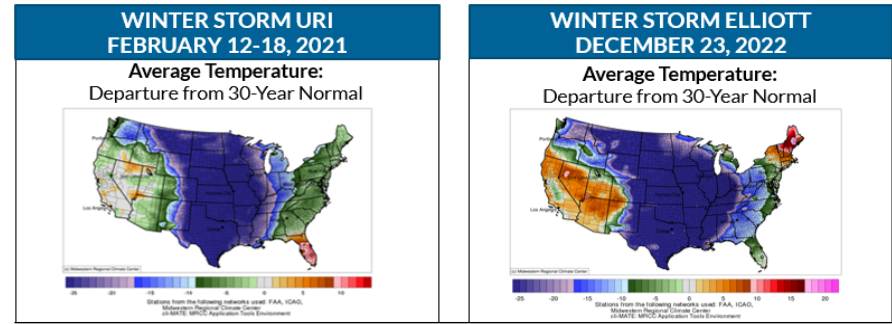 WINTER STORM URI
FEBRUARY 12-18, 2021
Average Temperature:
Departure from 30-Year Normal
Los Angeles
(c) Midwestern Regional Climate Center
-25 -20 -15 -10 -5 0 5 10
Stations from the following networks used: FAA, ICAO,
Midwestern Regional Climate Center
cli-MATE: MRCC Application Tools Environment
WINTER STORM ELLIOTT
DECEMBER 23, 2022
Average Temperature:
Departure from 30-Year Normal
Los Angeles
(c) Midwestern Regional Climate Center
-25 -20 -15 -10 -5 0 5 10 15 20
Stations from the following networks used: FAA, ICAO,
Midwestern Regional Climate Center
cli-MATE: MRCC Application Tools Environment